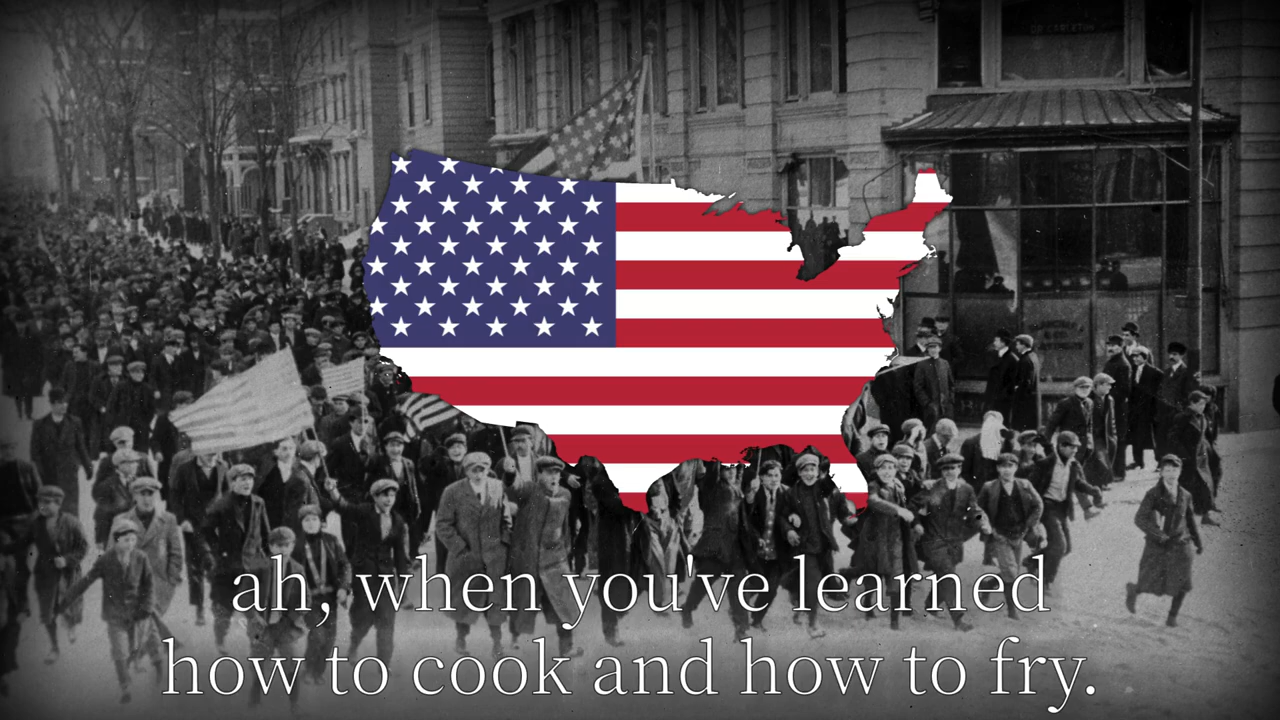 ah, when you've learned
how to cook and how to fry.